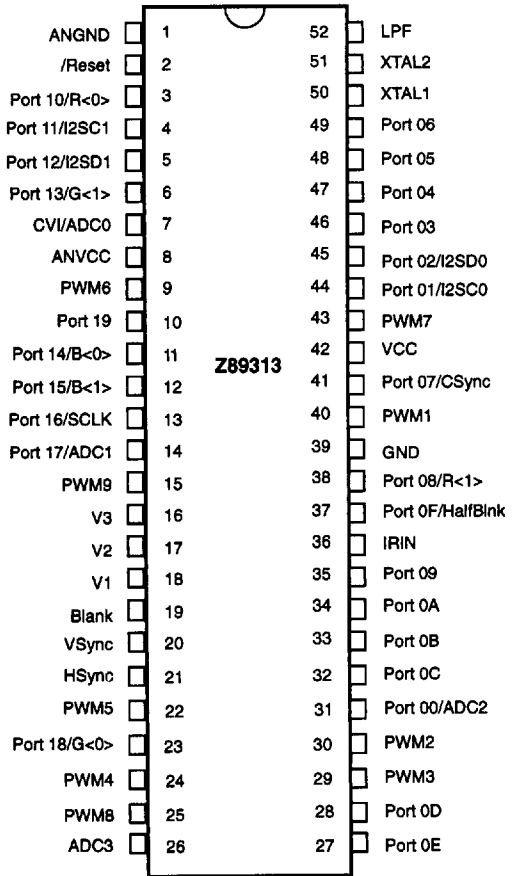 ANGND 1 52 LPF
/Reset 2 51 XTAL2
Port 10/R<0> 3 50 XTAL1
Port 11/I2SC1 4 49 Port 06
Port 12/I2SD1 5 48 Port 05
Port 13/G<1> 6 47 Port 04
CVI/ADC0 7 46 Port 03
ANVCC 8 45 Port 02/I2SD0
PWM6 9 44 Port 01/I2SC0
Port 19 10 43 PWM7
Port 14/B<0> 11 42 VCC
Z89313
Port 15/B<1> 12 41 Port 07/CSync
Port 16/SCLK 13 40 PWM1
Port 17/ADC1 14 39 GND
PWM9 15 38 Port 08/R<1>
V3 16 37 Port 0F/HalfBlnk
V2 17 36 IRIN
V1 18 35 Port 09
Blank 19 34 Port 0A
VSync 20 33 Port 0B
HSync 21 32 Port 0C
PWM5 22 31 Port 00/ADC2
Port 18/G<0> 23 30 PWM2
PWM4 24 29 PWM3
PWM8 25 28 Port 0D
ADC3 26 27 Port 0E